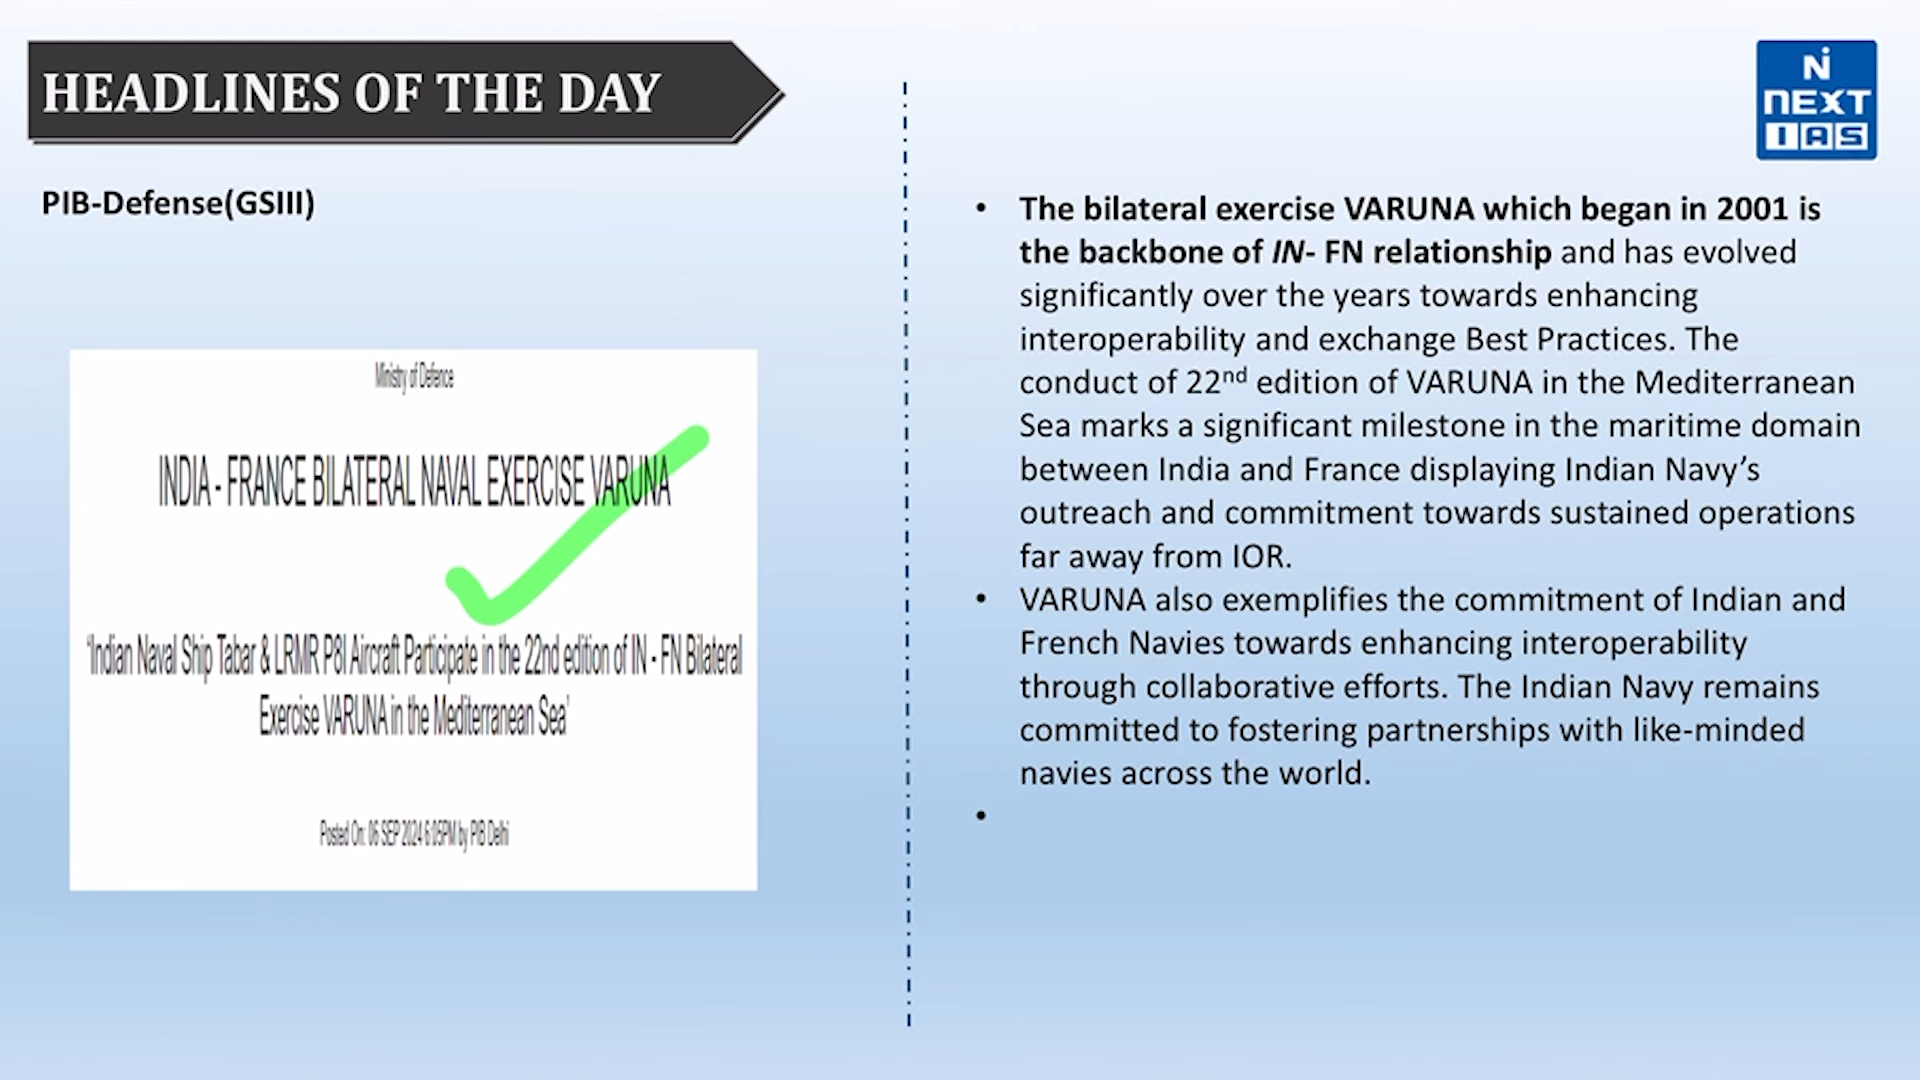 HEADLINES OF THE DAY
N
NEXT
IAS
PIB-Defense(GSIII)
Ministry of Defence
INDIA - FRANCE BILATERAL NAVAL EXERCISE VARUNA
‘Indian Naval Ship Tabar & LRMR P8I Aircraft Participate in the 22nd edition of IN - FN Bilateral
Exercise VARUNA in the Mediterranean Sea’
Posted On: 06 SEP 2024 6:05PM by PIB Delhi
• The bilateral exercise VARUNA which began in 2001 is
the backbone of IN- FN relationship and has evolved
significantly over the years towards enhancing
interoperability and exchange Best Practices. The
conduct of 22nd edition of VARUNA in the Mediterranean
Sea marks a significant milestone in the maritime domain
between India and France displaying Indian Navy’s
outreach and commitment towards sustained operations
far away from IOR.
• VARUNA also exemplifies the commitment of Indian and
French Navies towards enhancing interoperability
through collaborative efforts. The Indian Navy remains
committed to fostering partnerships with like-minded
navies across the world.
•